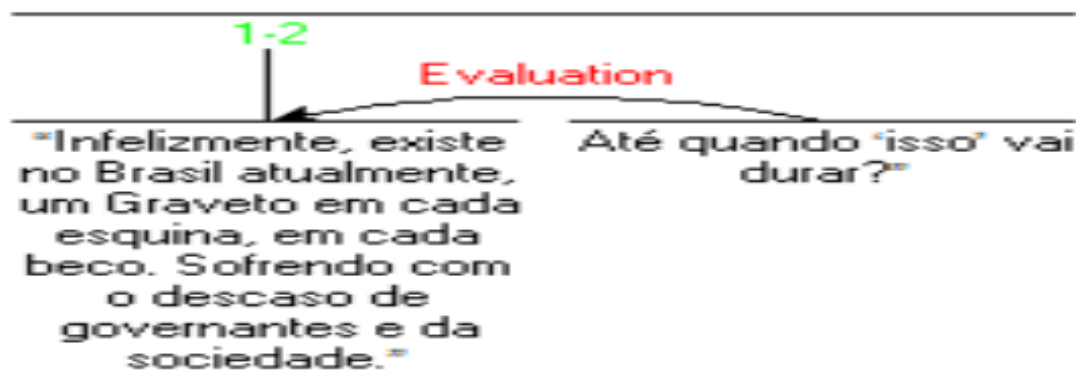 1-2
Evaluation
"Infelizmente, existe
no Brasil atualmente,
um Graveto em cada
esquina, em cada
beco. Sofrendo com
o descaso de
governantes e da
sociedade."
Até quando 'isso' vai
durar?"